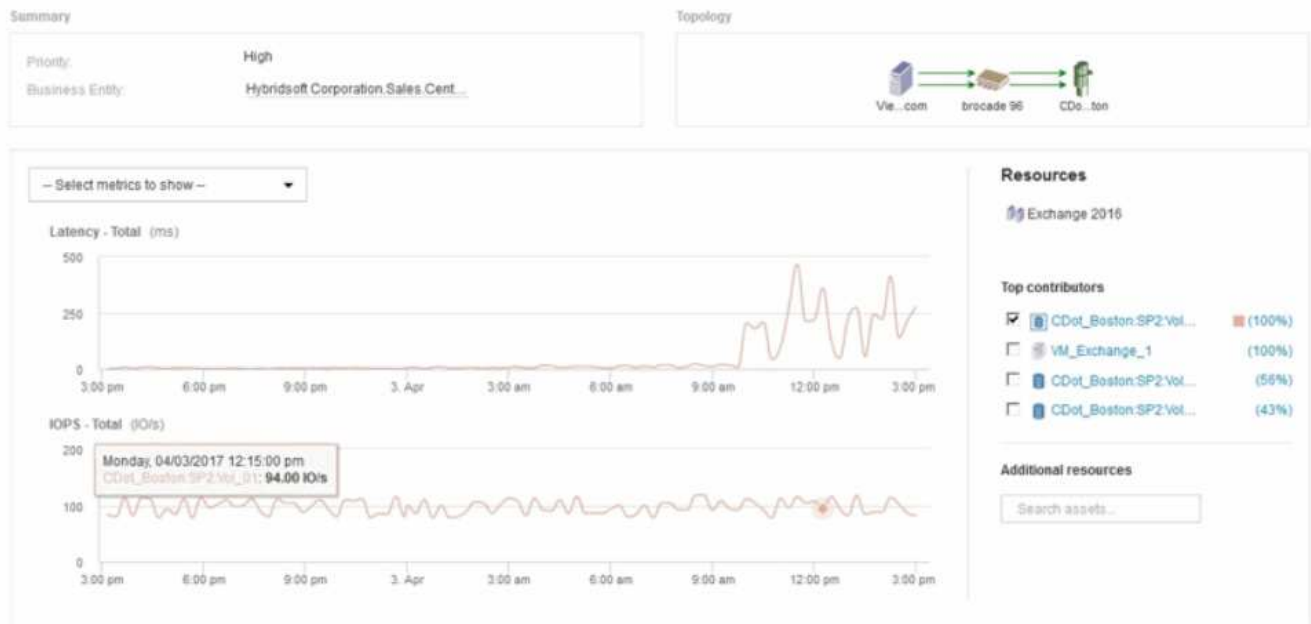 Summary
Priority: High
Business Entity: Hybridsoft Corporation.Sales.Cent...
Topology
Vie...com
brocade 96
CDo...ton
-- Select metrics to show --
Latency - Total (ms)
500
250
0
3:00 pm 6:00 pm 9:00 pm 3. Apr 3:00 am 6:00 am 9:00 am 12:00 pm 3:00 pm
IOPS - Total (IO/s)
200
100
0
Monday, 04/03/2017 12:15:00 pm
CDot_Boston:SP2:Vol_01: 94.00 IO/s
3:00 pm 6:00 pm 9:00 pm 3. Apr 3:00 am 6:00 am 9:00 am 12:00 pm 3:00 pm
Resources
Exchange 2016
Top contributors
CDot_Boston:SP2:Vol... (100%)
VM_Exchange_1 (100%)
CDot_Boston:SP2:Vol... (56%)
CDot_Boston:SP2:Vol... (43%)
Additional resources
Search assets...